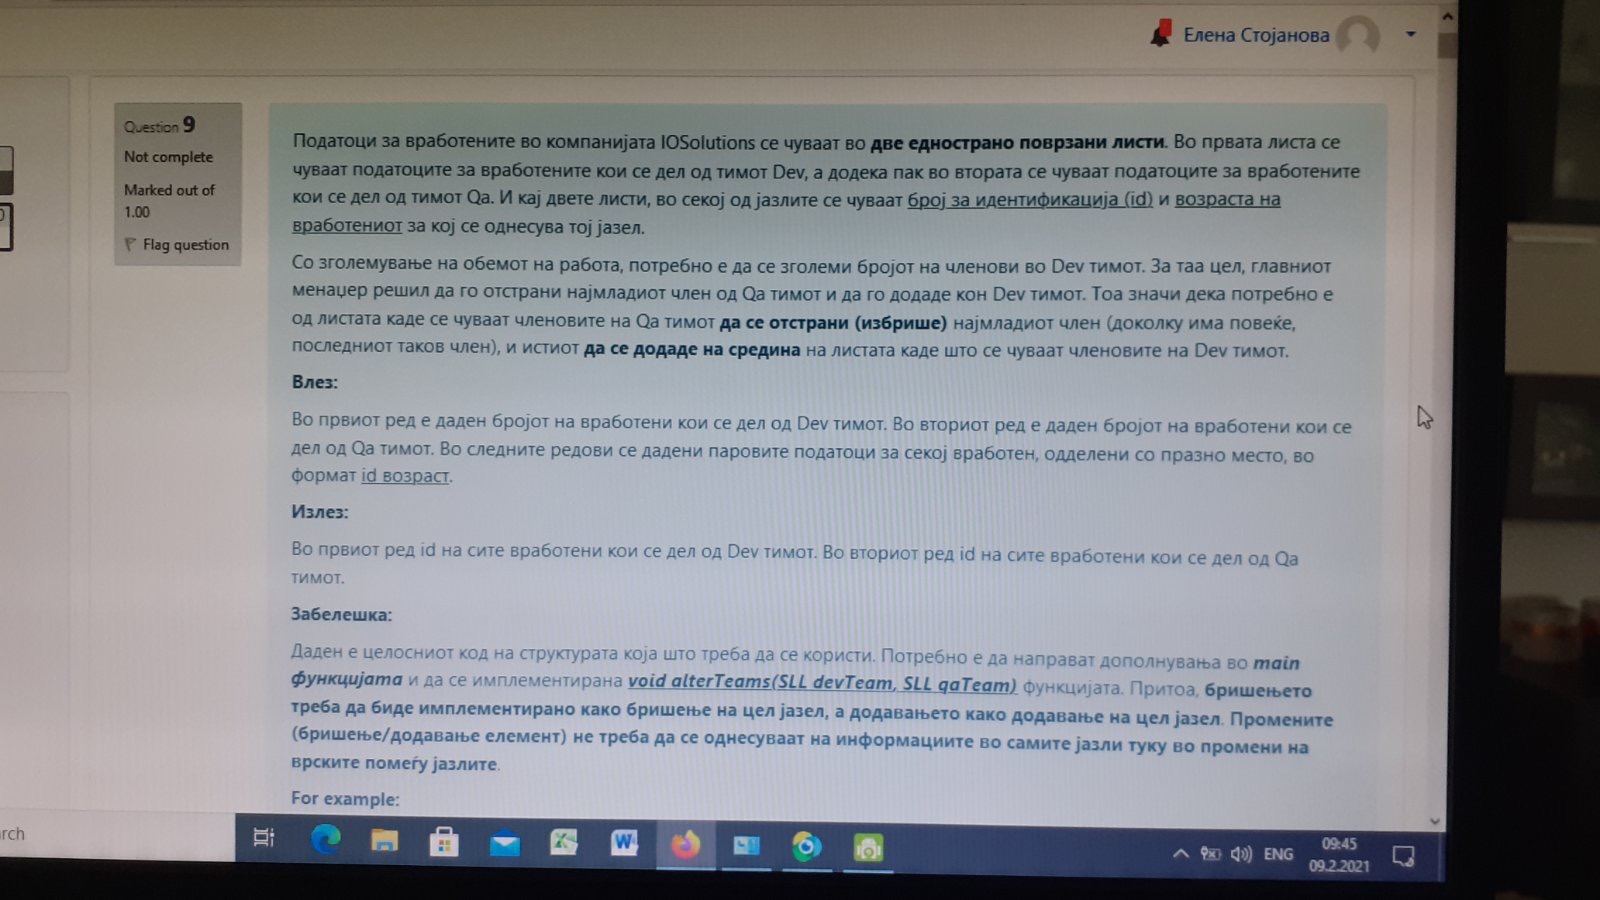 Елена Стојанова
Question 9
Not complete
Marked out of
1.00
Flag question
Податоци за вработените во компанијата IOSolutions се чуваат во две еднострано поврзани листи. Во првата листа се
чуваат податоците за вработените кои се дел од тимот Dev, а додека пак во втората се чуваат податоците за вработените
кои се дел од тимот Qa. И кај двете листи, во секој од јазлите се чуваат број за идентификација (id) и возраста на
вработениот за кој се однесува тој јазел.
Со зголемување на обемот на работа, потребно е да се зголеми бројот на членови во Dev тимот. За таа цел, главниот
менаџер решил да го отстрани најмладиот член од Qa тимот и да го додаде кон Dev тимот. Тоа значи дека потребно е
од листата каде се чуваат членовите на Qa тимот да се отстрани (избрише) најмладиот член (доколку има повеќе,
последниот таков член), и истиот да се додаде на средина на листата каде што се чуваат членовите на Dev тимот.
Влез:
Во првиот ред е даден бројот на вработени кои се дел од Dev тимот. Во вториот ред е даден бројот на вработени кои се
дел од Qa тимот. Во следните редови се дадени паровите податоци за секој вработен, одделени со празно место, во
формат id возраст.
Излез:
Во првиот ред id на сите вработени кои се дел од Dev тимот. Во вториот ред id на сите вработени кои се дел од Qa
тимот.
Забелешка:
Даден е целосниот код на структурата која што треба да се користи. Потребно е да направат дополнувања во main
функцијата и да се имплементирана void alterTeams(SLL devTeam, SLL qaTeam) функцијата. Притоа, бришењето
треба да биде имплементирано како бришење на цел јазел, а додавањето како додавање на цел јазел. Промените
(бришење/додавање елемент) не треба да се однесуваат на информациите во самите јазли туку во промени на
врските помеѓу јазлите.
For example:
rch
ENG
09:45
09.2.2021